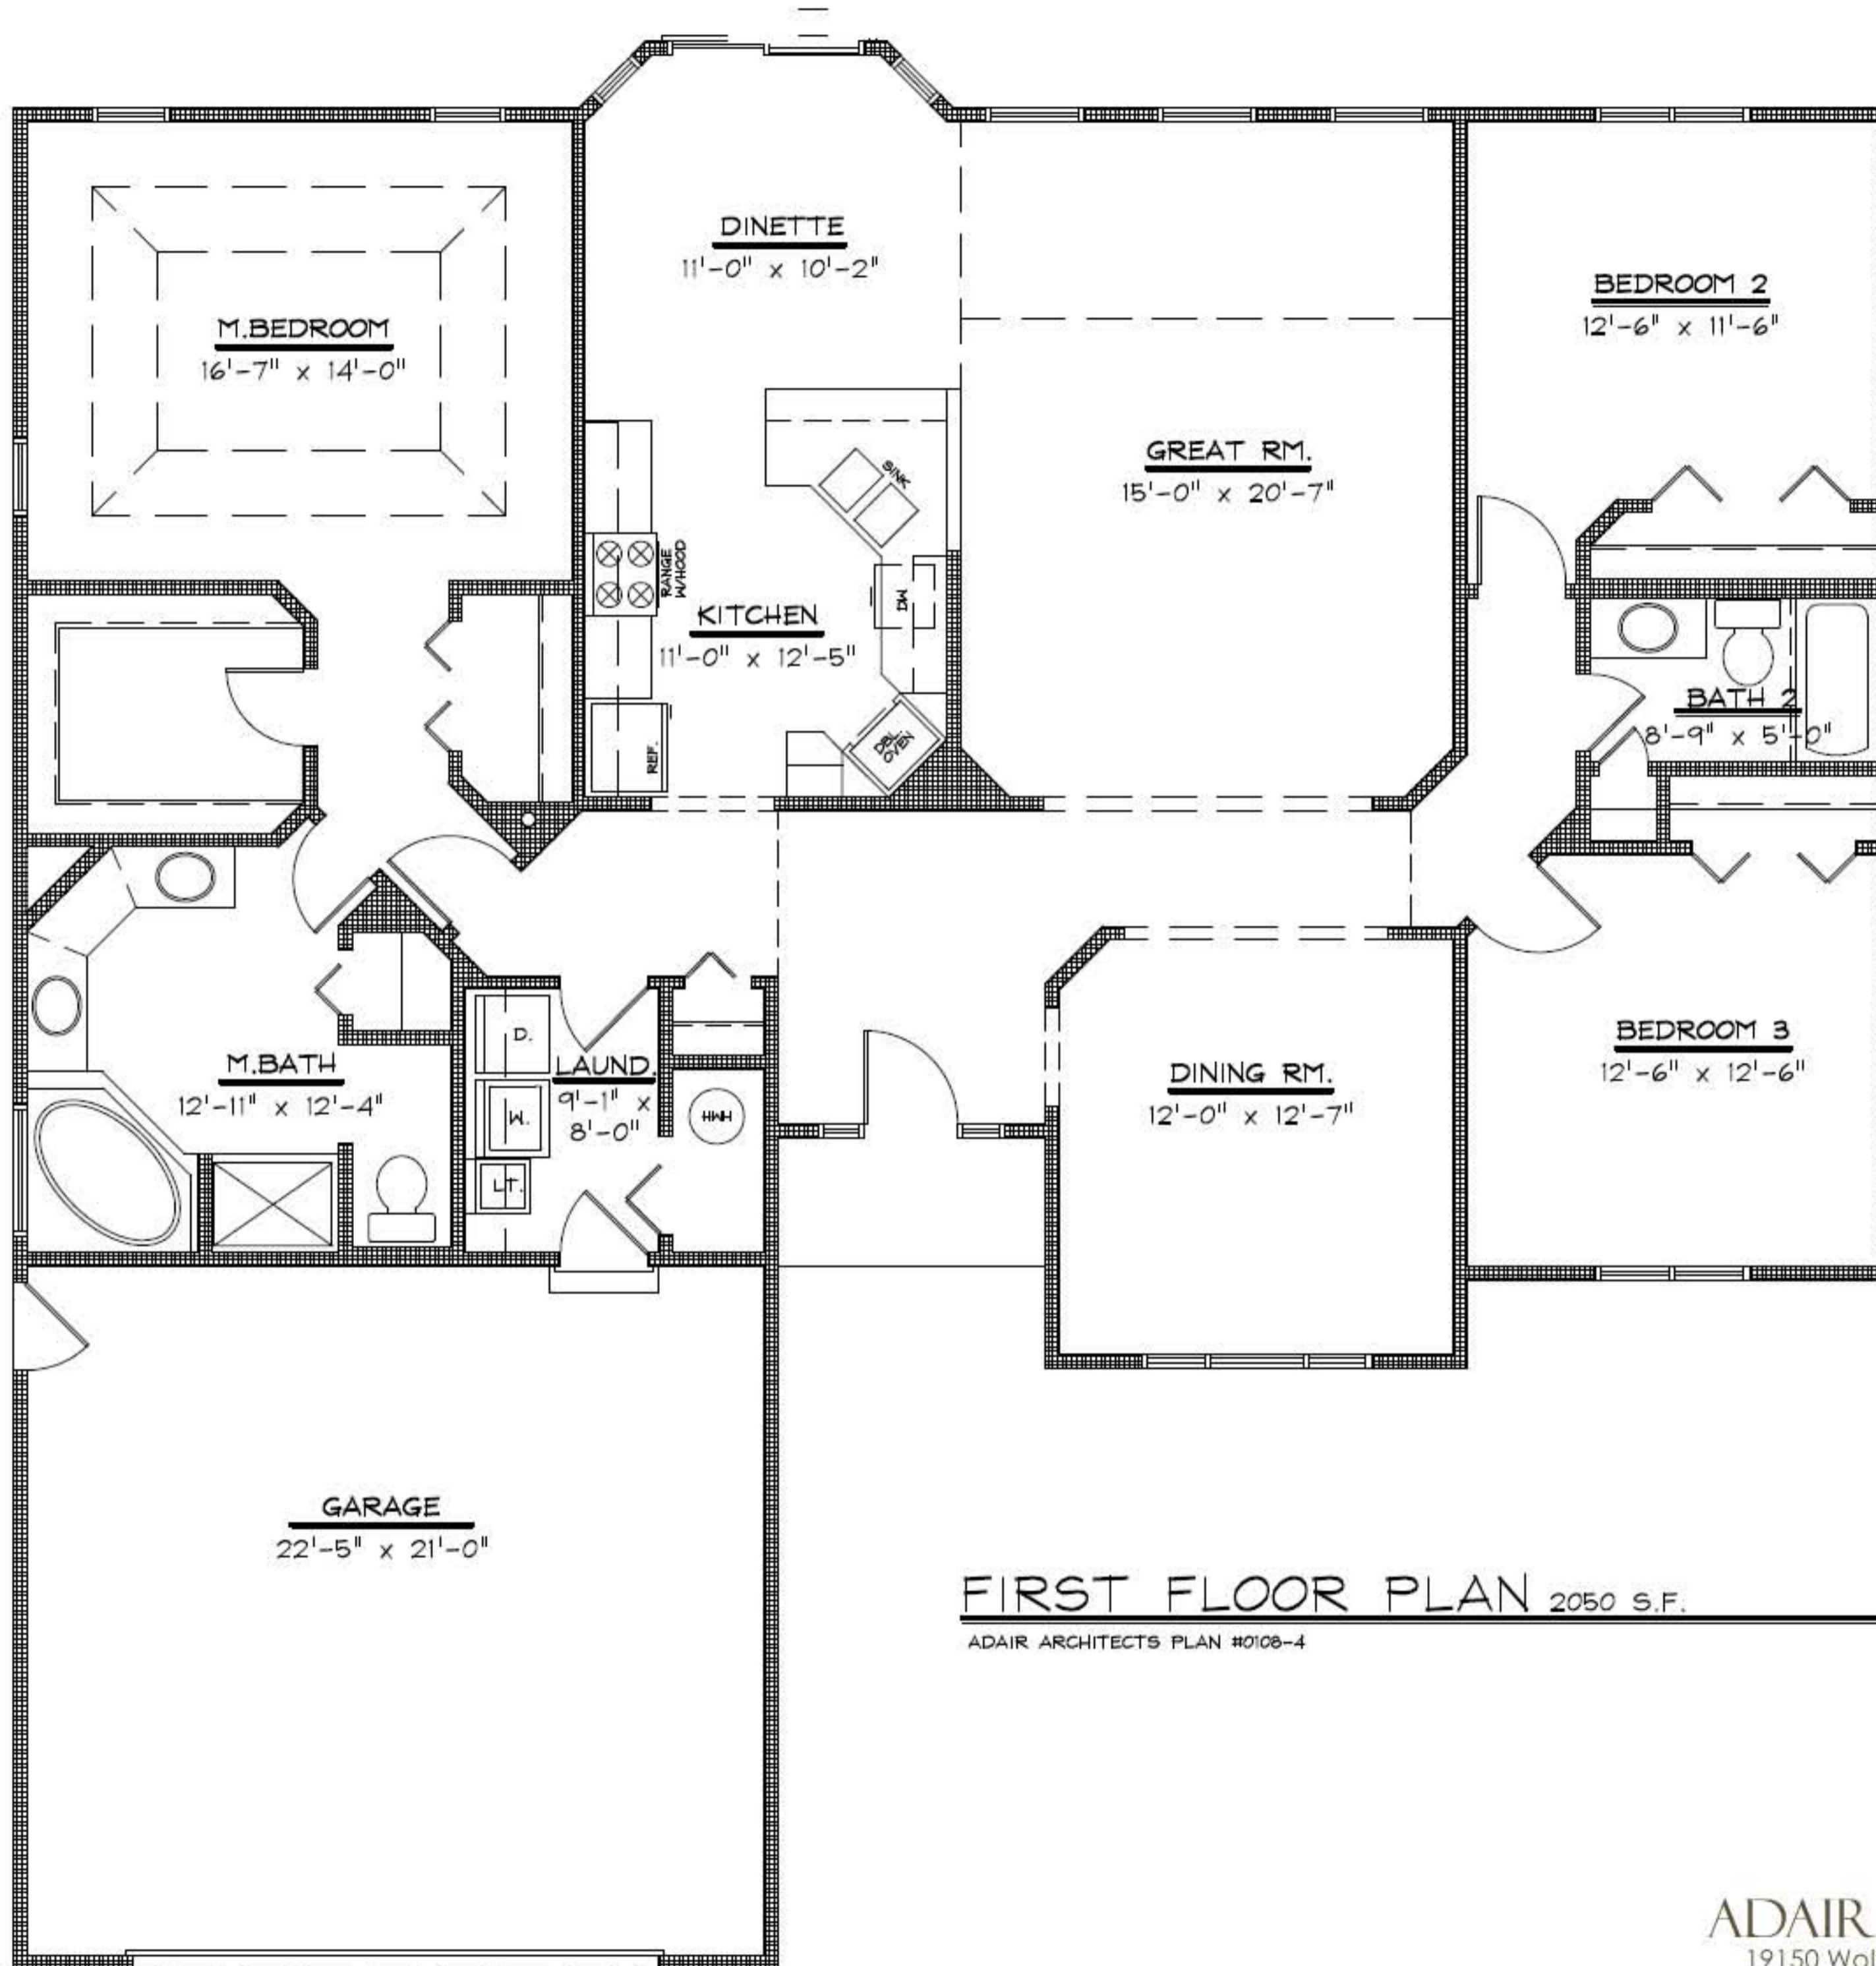 DINETTE
11'-0" x 10'-2"
M.BEDROOM
16'-7" x 14'-0"
BEDROOM 2
12'-6" x 11'-6"
GREAT RM.
15'-0" x 20'-7"
SINK
RANGE
W/HOOD
DW
KITCHEN
11'-0" x 12'-5"
REF.
DBL.
OVEN
BATH 2
8'-9" x 5'-0"
M.BATH
12'-11" x 12'-4"
D.
W.
L.T.
LAUND.
9'-1" x
8'-0"
HWH
DINING RM.
12'-0" x 12'-7"
BEDROOM 3
12'-6" x 12'-6"
GARAGE
22'-5" x 21'-0"
FIRST FLOOR PLAN 2050 S.F.
ADAIR ARCHITECTS PLAN #0108-4
ADAIR
19150 Wol